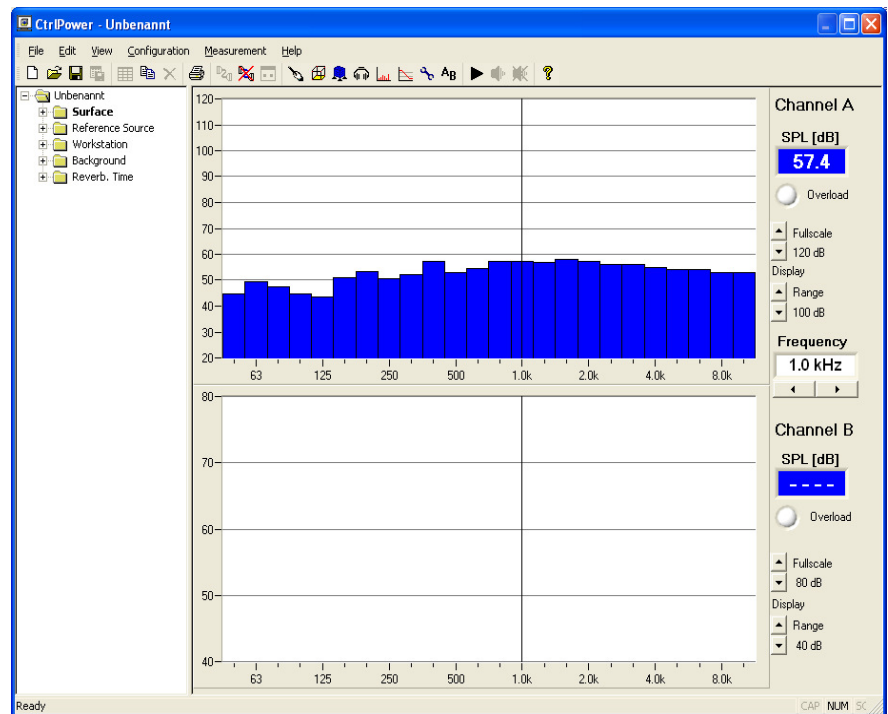 CtrlPower - Unbenannt
File Edit View Configuration Measurement Help
Unbenannt
Surface
Reference Source
Workstation
Background
Reverb. Time
120
110
100
90
80
70
60
50
40
30
20
63 125 250 500 1.0k 2.0k 4.0k 8.0k
Channel A
SPL [dB]
57.4
Overload
Fullscale
120 dB
Display
Range
100 dB
Frequency
1.0 kHz
80
70
60
50
40
63 125 250 500 1.0k 2.0k 4.0k 8.0k
Channel B
SPL [dB]
- - - -
Overload
Fullscale
80 dB
Display
Range
40 dB
Ready
CAP NUM